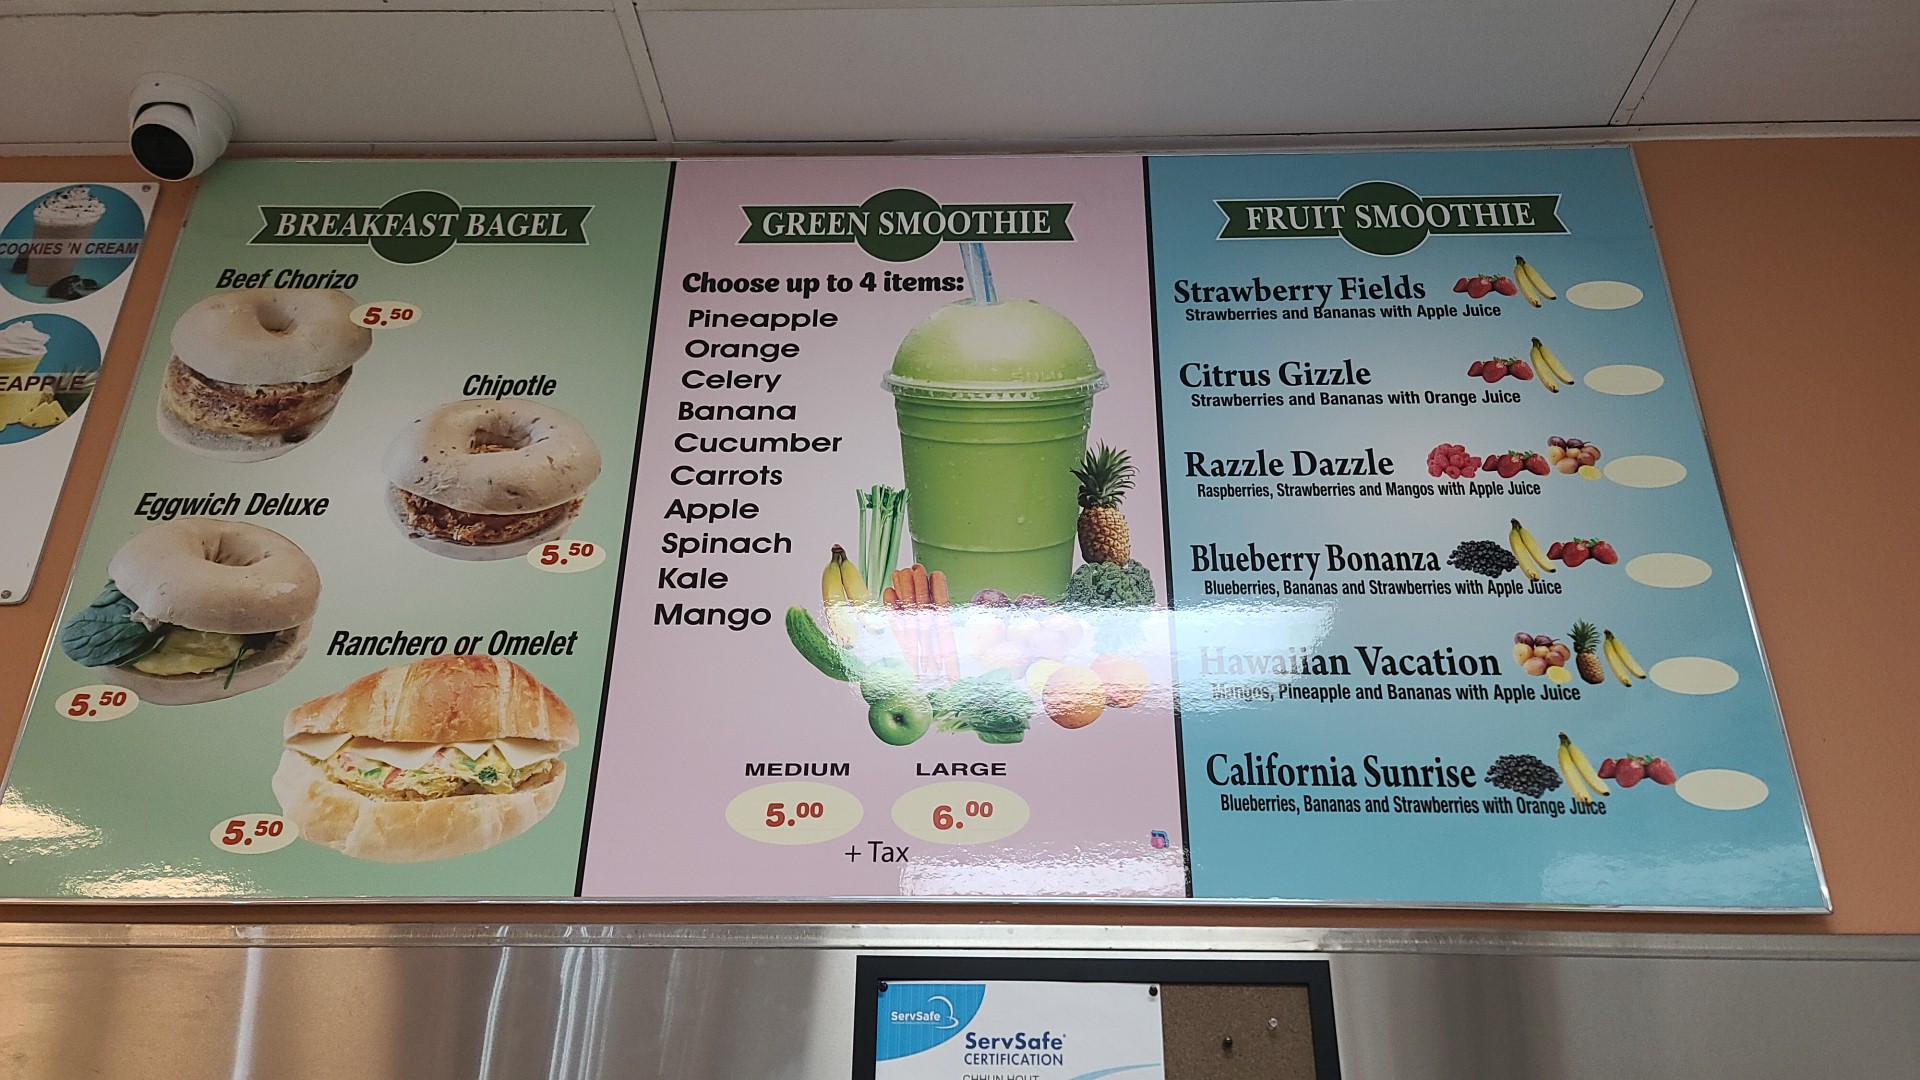 COOKIES 'N CREAM
EAPPLE
BREAKFAST BAGEL
Beef Chorizo
5.50
Chipotle
5.50
Eggwich Deluxe
5.50
Ranchero or Omelet
5.50
GREEN SMOOTHIE
Choose up to 4 items:
Pineapple
Orange
Celery
Banana
Cucumber
Carrots
Apple
Spinach
Kale
Mango
MEDIUM LARGE
5.00 6.00
+ Tax
FRUIT SMOOTHIE
Strawberry Fields
Strawberries and Bananas with Apple Juice
Citrus Gizzle
Strawberries and Bananas with Orange Juice
Razzle Dazzle
Raspberries, Strawberries and Mangos with Apple Juice
Blueberry Bonanza
Blueberries, Bananas and Strawberries with Apple Juice
Hawaiian Vacation
Mangos, Pineapple and Bananas with Apple Juice
California Sunrise
Blueberries, Bananas and Strawberries with Orange Juice
ServSafe
ServSafe®
CERTIFICATION
CHHUN HOUT